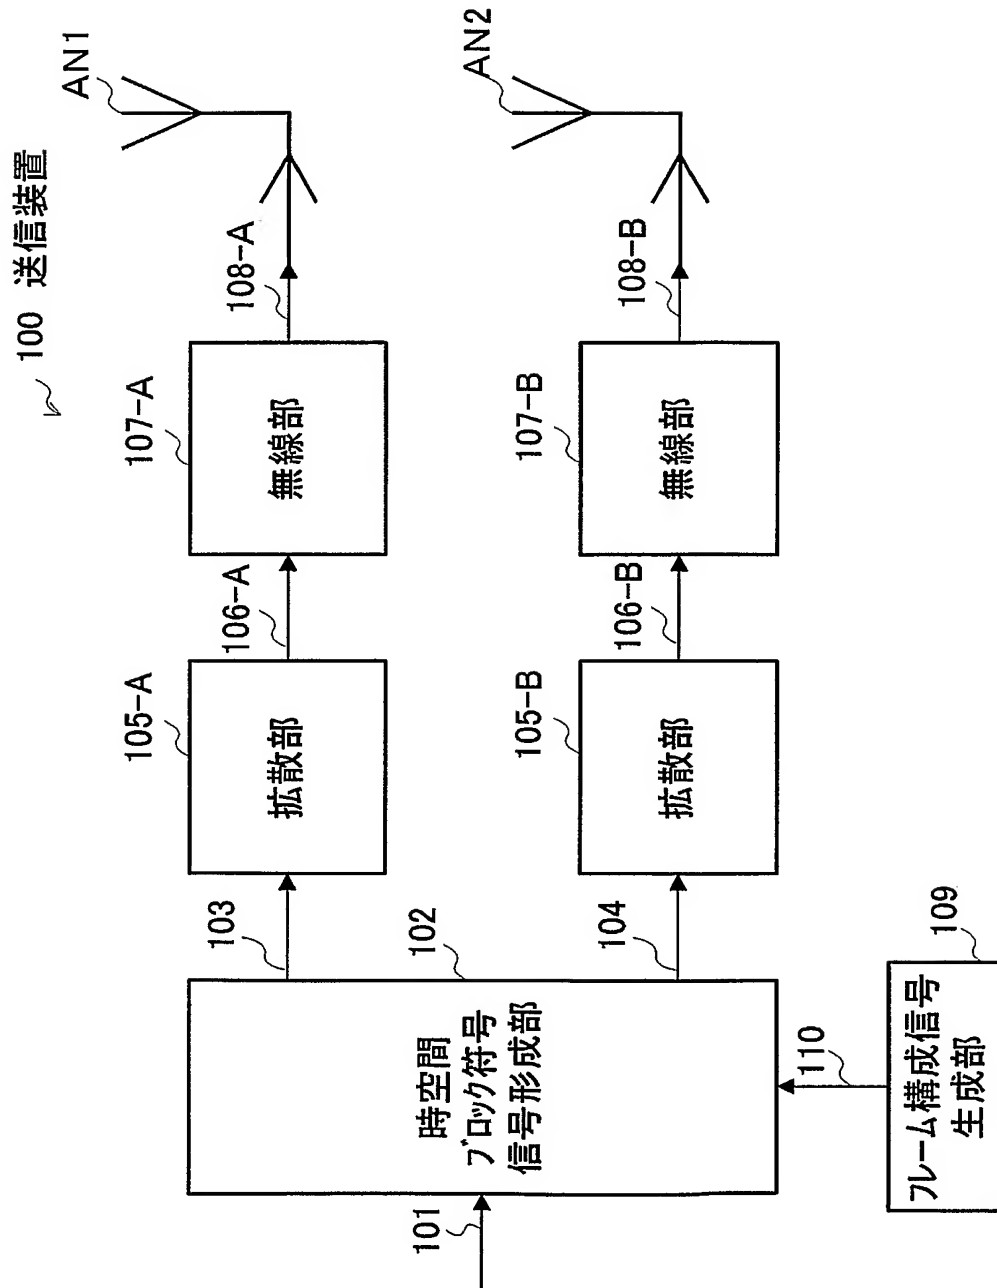 100 送信装置
AN1
108-A
107-A
無線部
106-A
105-A
拡散部
103
AN2
108-B
107-B
無線部
106-B
105-B
拡散部
104
102
時空間
ブロック符号
信号形成部
101
110
109
フレーム構成信号
生成部